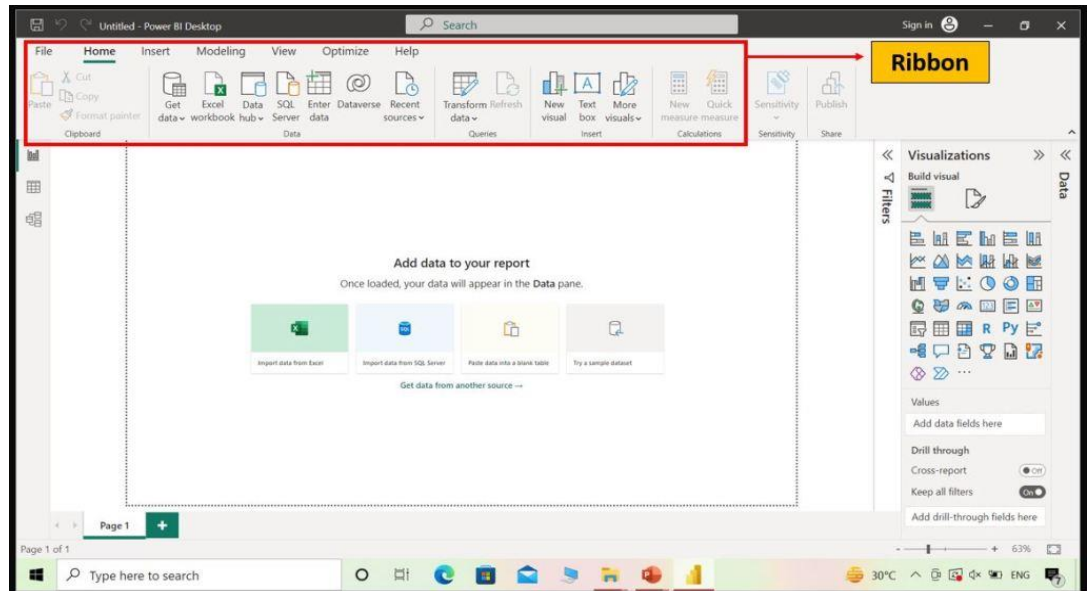 Untitled - Power BI Desktop
Search
Sign in
File Home Insert Modeling View Optimize Help
Ribbon
Paste
Cut
Copy
Format painter
Clipboard
Get data
Excel workbook
Data hub
SQL Server
Enter data
Dataverse
Recent sources
Data
Transform data
Refresh
Queries
New visual
Text box
More visuals
Insert
New measure
Quick measure
Calculations
Sensitivity
Sensitivity
Publish
Share
Add data to your report
Once loaded, your data will appear in the Data pane.
Import data from Excel
Import data from SQL Server
Paste data into a blank table
Try a sample dataset
Get data from another source →
Filters
Visualizations
Build visual
R Py
123
...
Values
Add data fields here
Drill through
Cross-report
Off
Keep all filters
On
Add drill-through fields here
Data
Page 1
Page 1 of 1
- + 63%
Type here to search
30°C
ENG
7